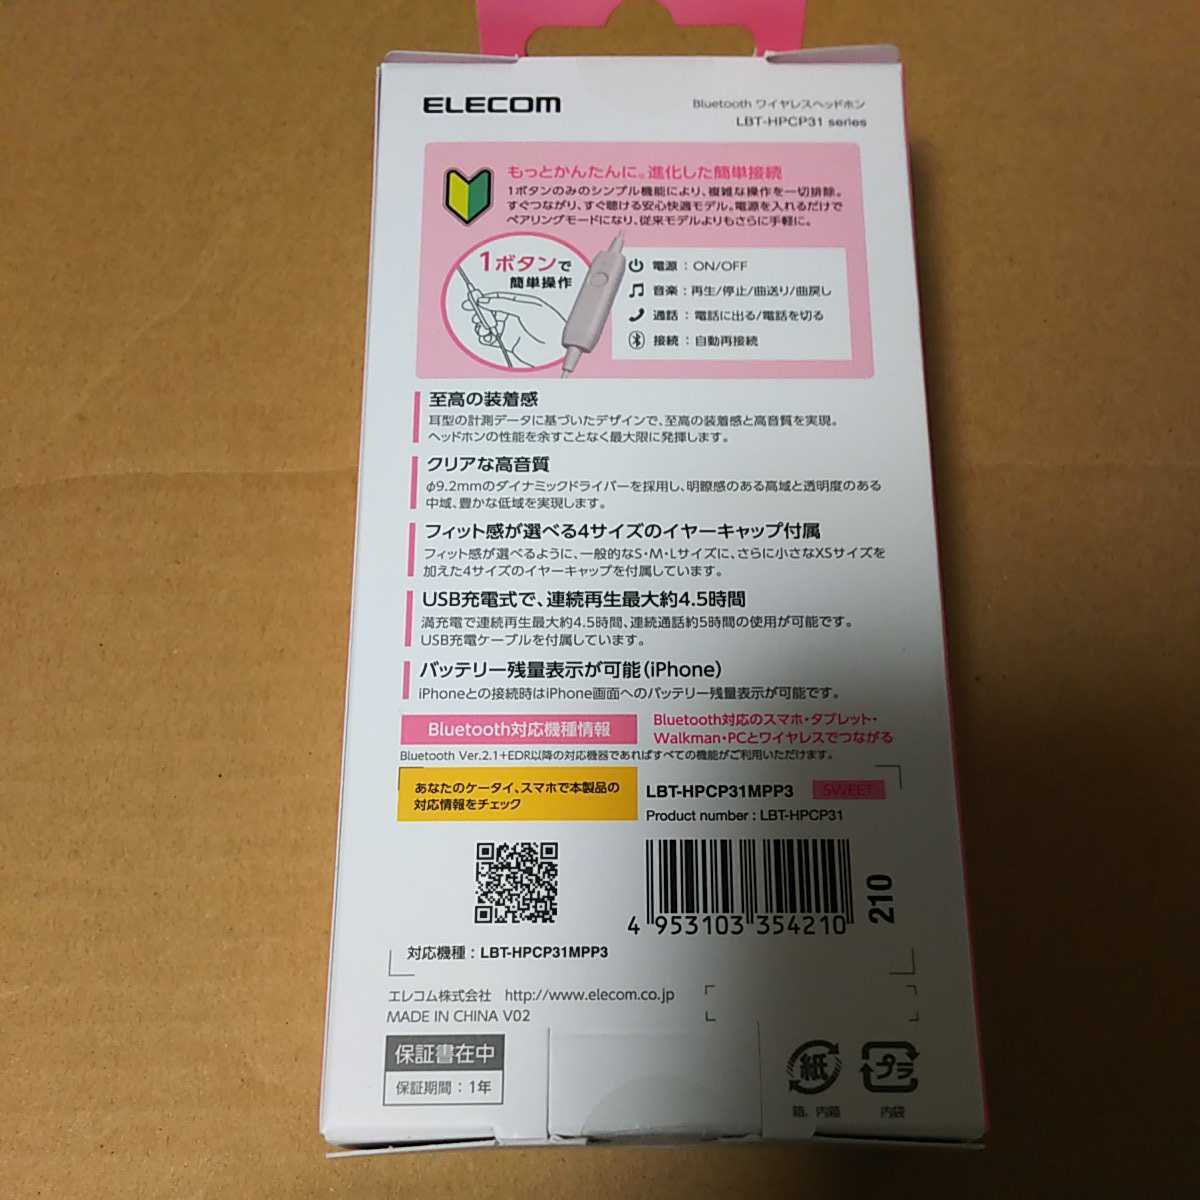 ELECOM
Bluetooth ワイヤレスヘッドホン
LBT-HPCP31 series
もっとかんたんに。進化した簡単接続
1ボタンのみのシンプル機能により、複雑な操作を一切排除。
すぐつながり、すぐ聴ける安心快適モデル。電源を入れるだけで
ペアリングモードになり、従来モデルよりもさらに手軽に。
1ボタンで
簡単操作
電源：ON/OFF
音楽：再生/停止/曲送り/曲戻し
通話：電話に出る/電話を切る
接続：自動再接続
至高の装着感
耳型の計測データに基づいたデザインで、至高の装着感と高音質を実現。
ヘッドホンの性能を余すことなく最大限に発揮します。
クリアな高音質
φ9.2mmのダイナミックドライバーを採用し、明瞭感のある高域と透明度のある
中域、豊かな低域を実現します。
フィット感が選べる4サイズのイヤーキャップ付属
フィット感が選べるように、一般的なS・M・Lサイズに、さらに小さなXSサイズを
加えた4サイズのイヤーキャップを付属しています。
USB充電式で、連続再生最大約4.5時間
満充電で連続再生最大約4.5時間、連続通話約5時間の使用が可能です。
USB充電ケーブルを付属しています。
バッテリー残量表示が可能（iPhone）
iPhoneとの接続時はiPhone画面へのバッテリー残量表示が可能です。
Bluetooth対応機種情報
Bluetooth対応のスマホ・タブレット・
Walkman・PCとワイヤレスでつながる
Bluetooth Ver.2.1+EDR以降の対応機器であればすべての機能がご利用いただけます。
あなたのケータイ、スマホで本製品の
対応情報をチェック
LBT-HPCP31MPP3 SWEET
Product number : LBT-HPCP31
4 953103 354210
210
対応機種：LBT-HPCP31MPP3
エレコム株式会社 http://www.elecom.co.jp
MADE IN CHINA V02
保証書在中
保証期間：1年
紙
箱、内箱
プラ
内袋